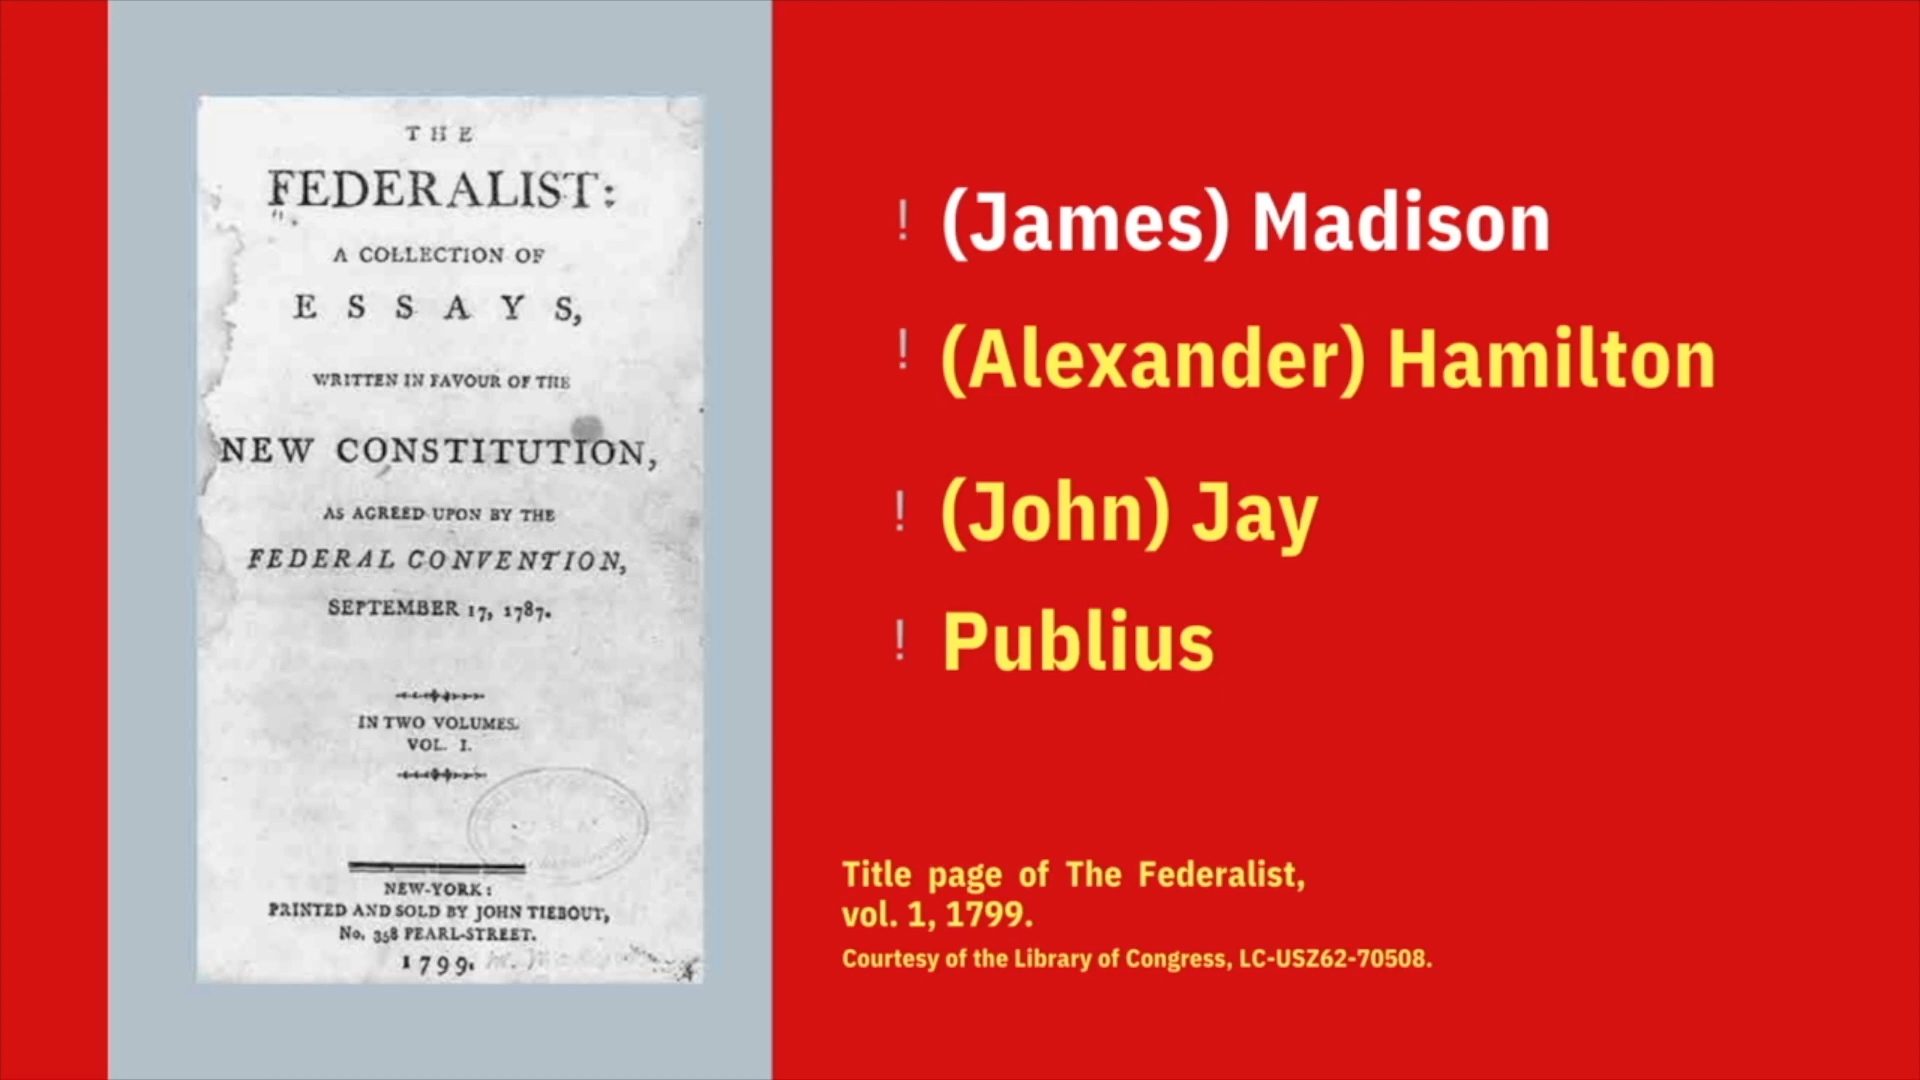 THE
FEDERALIST:
A COLLECTION OF
ESSAYS,
WRITTEN IN FAVOUR OF THE
NEW CONSTITUTION,
AS AGREED UPON BY THE
FEDERAL CONVENTION,
SEPTEMBER 17, 1787.
IN TWO VOLUMES.
VOL. I.
NEW-YORK:
PRINTED AND SOLD BY JOHN TIEBOUT,
No. 358 PEARL-STREET.
1799.
! (James) Madison
! (Alexander) Hamilton
! (John) Jay
! Publius
Title page of The Federalist,
vol. 1, 1799.
Courtesy of the Library of Congress, LC-USZ62-70508.